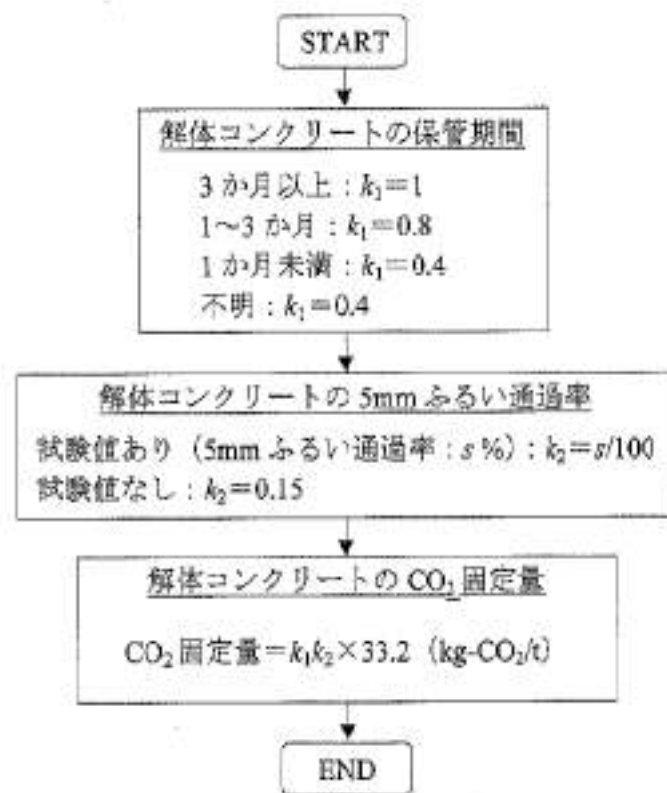 START
解体コンクリートの保管期間
3か月以上：k₁＝1
1〜3か月：k₁＝0.8
1か月未満：k₁＝0.4
不明：k₁＝0.4
解体コンクリートの5mmふるい通過率
試験値あり（5mmふるい通過率：s %）：k₂＝s/100
試験値なし：k₂＝0.15
解体コンクリートのCO₂固定量
CO₂固定量＝k₁k₂×33.2（kg-CO₂/t）
END